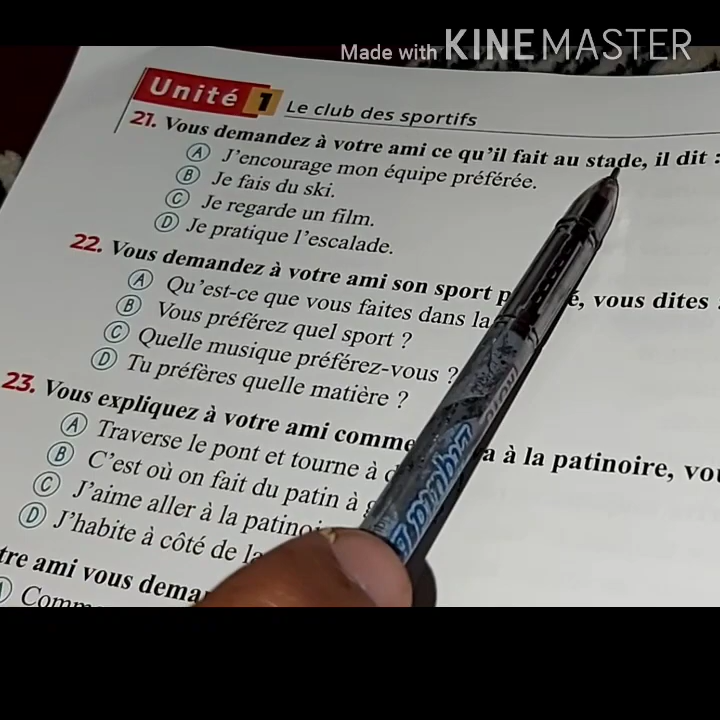 Made with KINEMASTER
Unité 1 Le club des sportifs
21. Vous demandez à votre ami ce qu'il fait au stade, il dit :
A J'encourage mon équipe préférée.
B Je fais du ski.
C Je regarde un film.
D Je pratique l'escalade.
22. Vous demandez à votre ami son sport vous dites :
A Qu'est-ce que vous faites dans la
B Vous préférez quel sport ?
C Quelle musique préférez-vous ?
D Tu préfères quelle matière ?
23. Vous expliquez à votre ami à la patinoire,
A Traverse le pont et tourne à
B C'est où on fait du patin à
C J'aime aller à la
D J'habite à côté de
ami vous